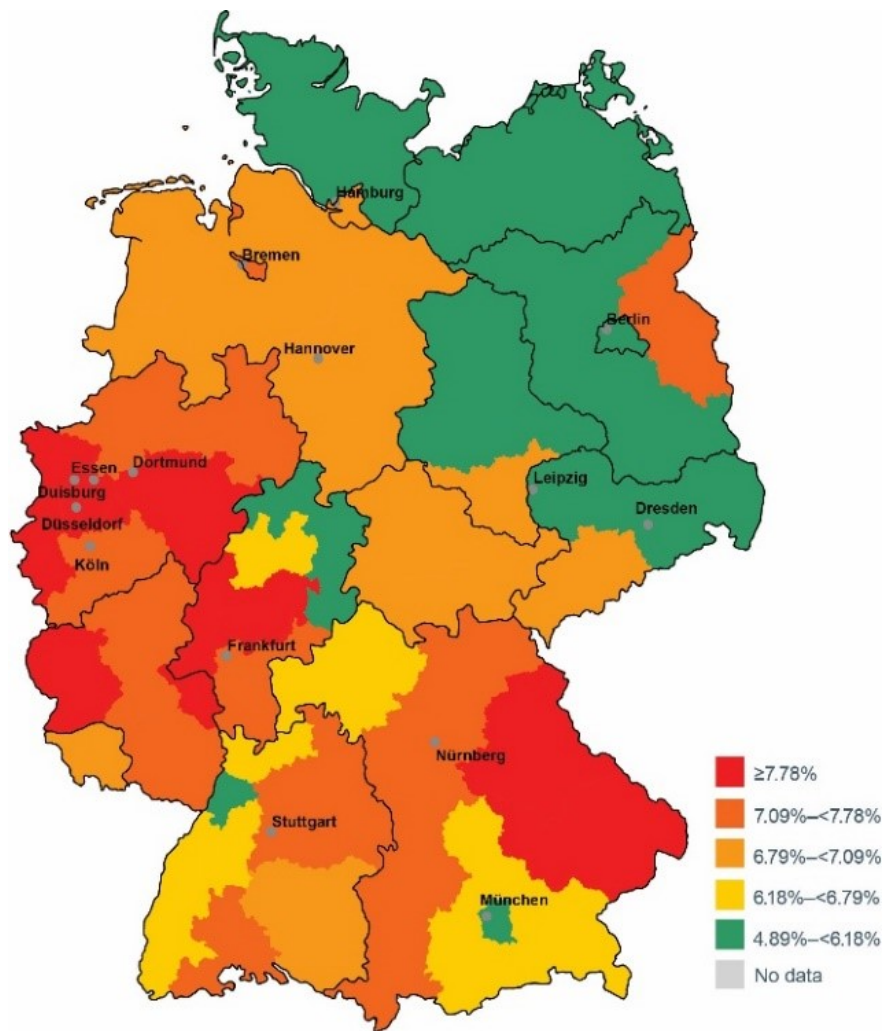 Hamburg
Bremen
Berlin
Hannover
Essen
Dortmund
Duisburg
Leipzig
Düsseldorf
Dresden
Köln
Frankfurt
Nürnberg
Stuttgart
München
≥7.78%
7.09%–<7.78%
6.79%–<7.09%
6.18%–<6.79%
4.89%–<6.18%
No data